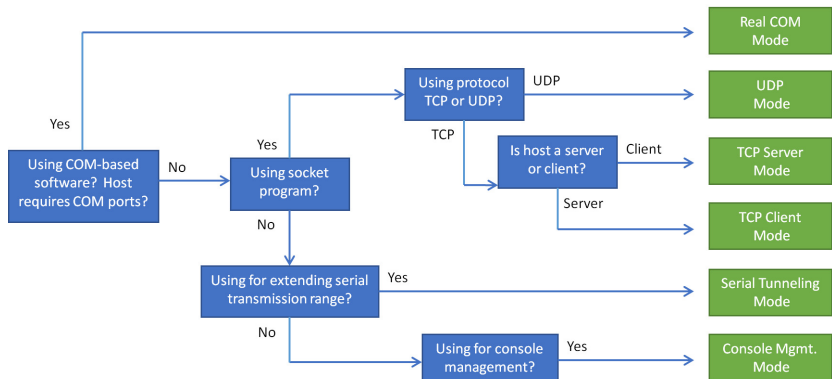 Real COM
Mode
Using protocol
TCP or UDP?
UDP
UDP
Mode
Yes
TCP
Yes
Using COM-based
software?  Host
requires COM ports?
No
Using socket
program?
Is host a server
or client?
Client
TCP Server
Mode
Server
No
TCP Client
Mode
Using for extending serial
transmission range?
Yes
Serial Tunneling
Mode
No
Using for console
management?
Yes
Console Mgmt.
Mode